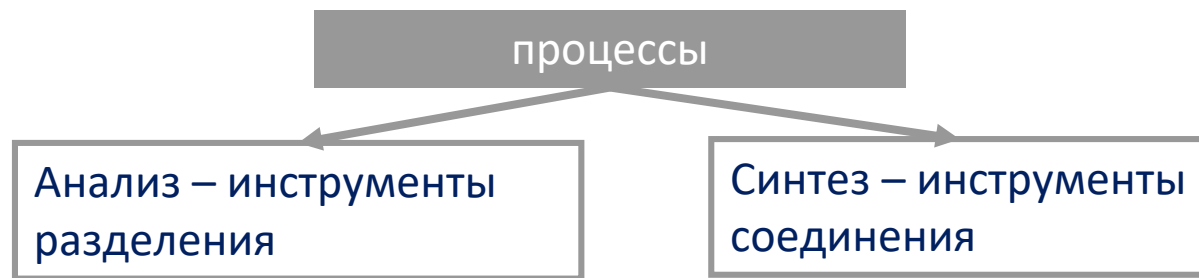 процессы
Анализ – инструменты
разделения
Синтез – инструменты
соединения